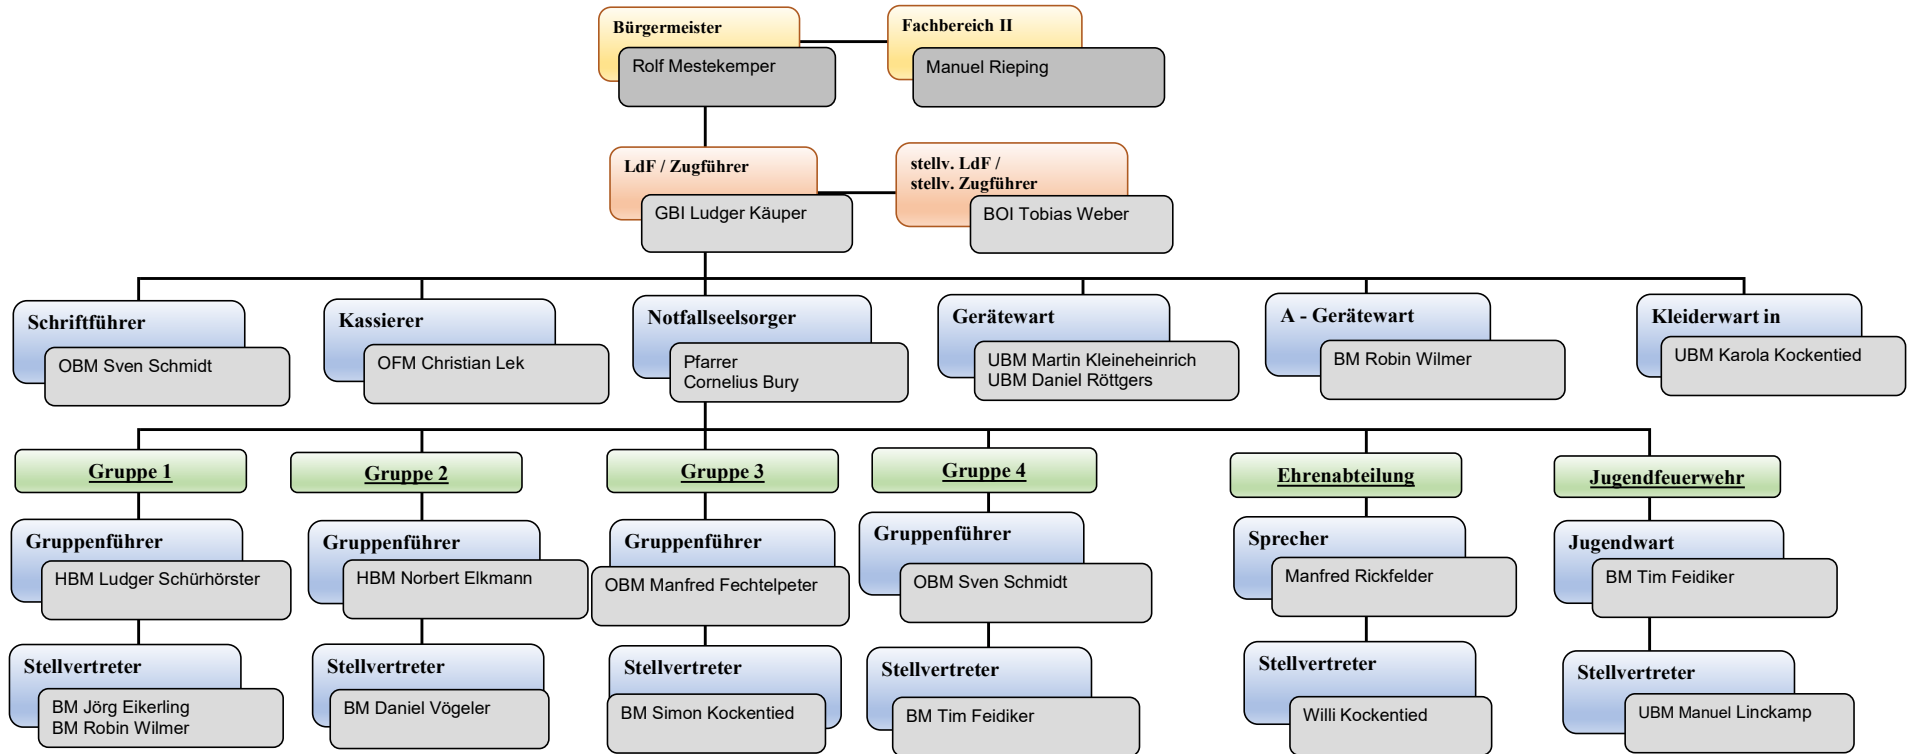 Bürgermeister
Rolf Mestekemper
Fachbereich II
Manuel Rieping
LdF / Zugführer
GBI Ludger Käuper
stellv. LdF /
stellv. Zugführer
BOI Tobias Weber
Schriftführer
OBM Sven Schmidt
Kassierer
OFM Christian Lek
Notfallseelsorger
Pfarrer
Cornelius Bury
Gerätewart
UBM Martin Kleineheinrich
UBM Daniel Röttgers
A - Gerätewart
BM Robin Wilmer
Kleiderwart in
UBM Karola Kockentied
Gruppe 1
Gruppenführer
HBM Ludger Schürhörster
Stellvertreter
BM Jörg Eikerling
BM Robin Wilmer
Gruppe 2
Gruppenführer
HBM Norbert Elkmann
Stellvertreter
BM Daniel Vögeler
Gruppe 3
Gruppenführer
OBM Manfred Fechtelpeter
Stellvertreter
BM Simon Kockentied
Gruppe 4
Gruppenführer
OBM Sven Schmidt
Stellvertreter
BM Tim Feidiker
Ehrenabteilung
Sprecher
Manfred Rickfelder
Stellvertreter
Willi Kockentied
Jugendfeuerwehr
Jugendwart
BM Tim Feidiker
Stellvertreter
UBM Manuel Linckamp